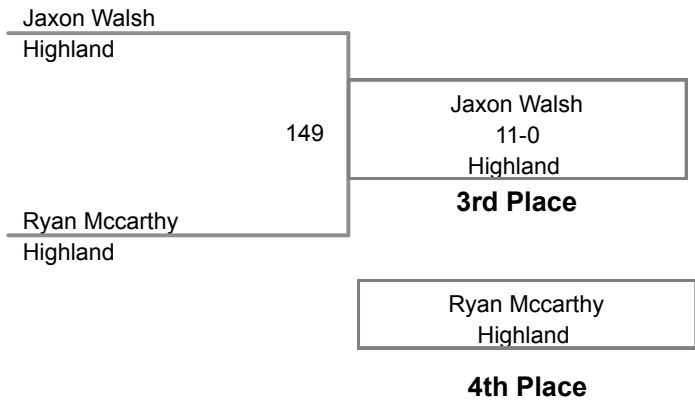 Jaxon Walsh
Highland
149
Jaxon Walsh
11-0
Highland
3rd Place
Ryan Mccarthy
Highland
Ryan Mccarthy
Highland
4th Place